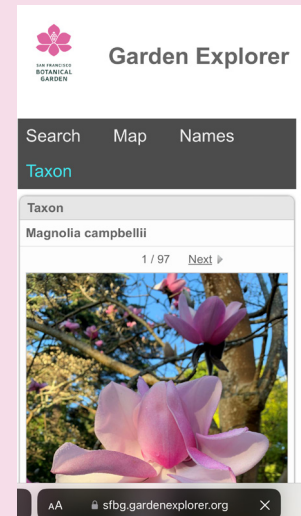 SAN FRANCISCO
BOTANICAL
GARDEN
Garden Explorer
Search Map Names
Taxon
Taxon
Magnolia campbellii
1 / 97 Next
AA sfbg.gardenexplorer.org